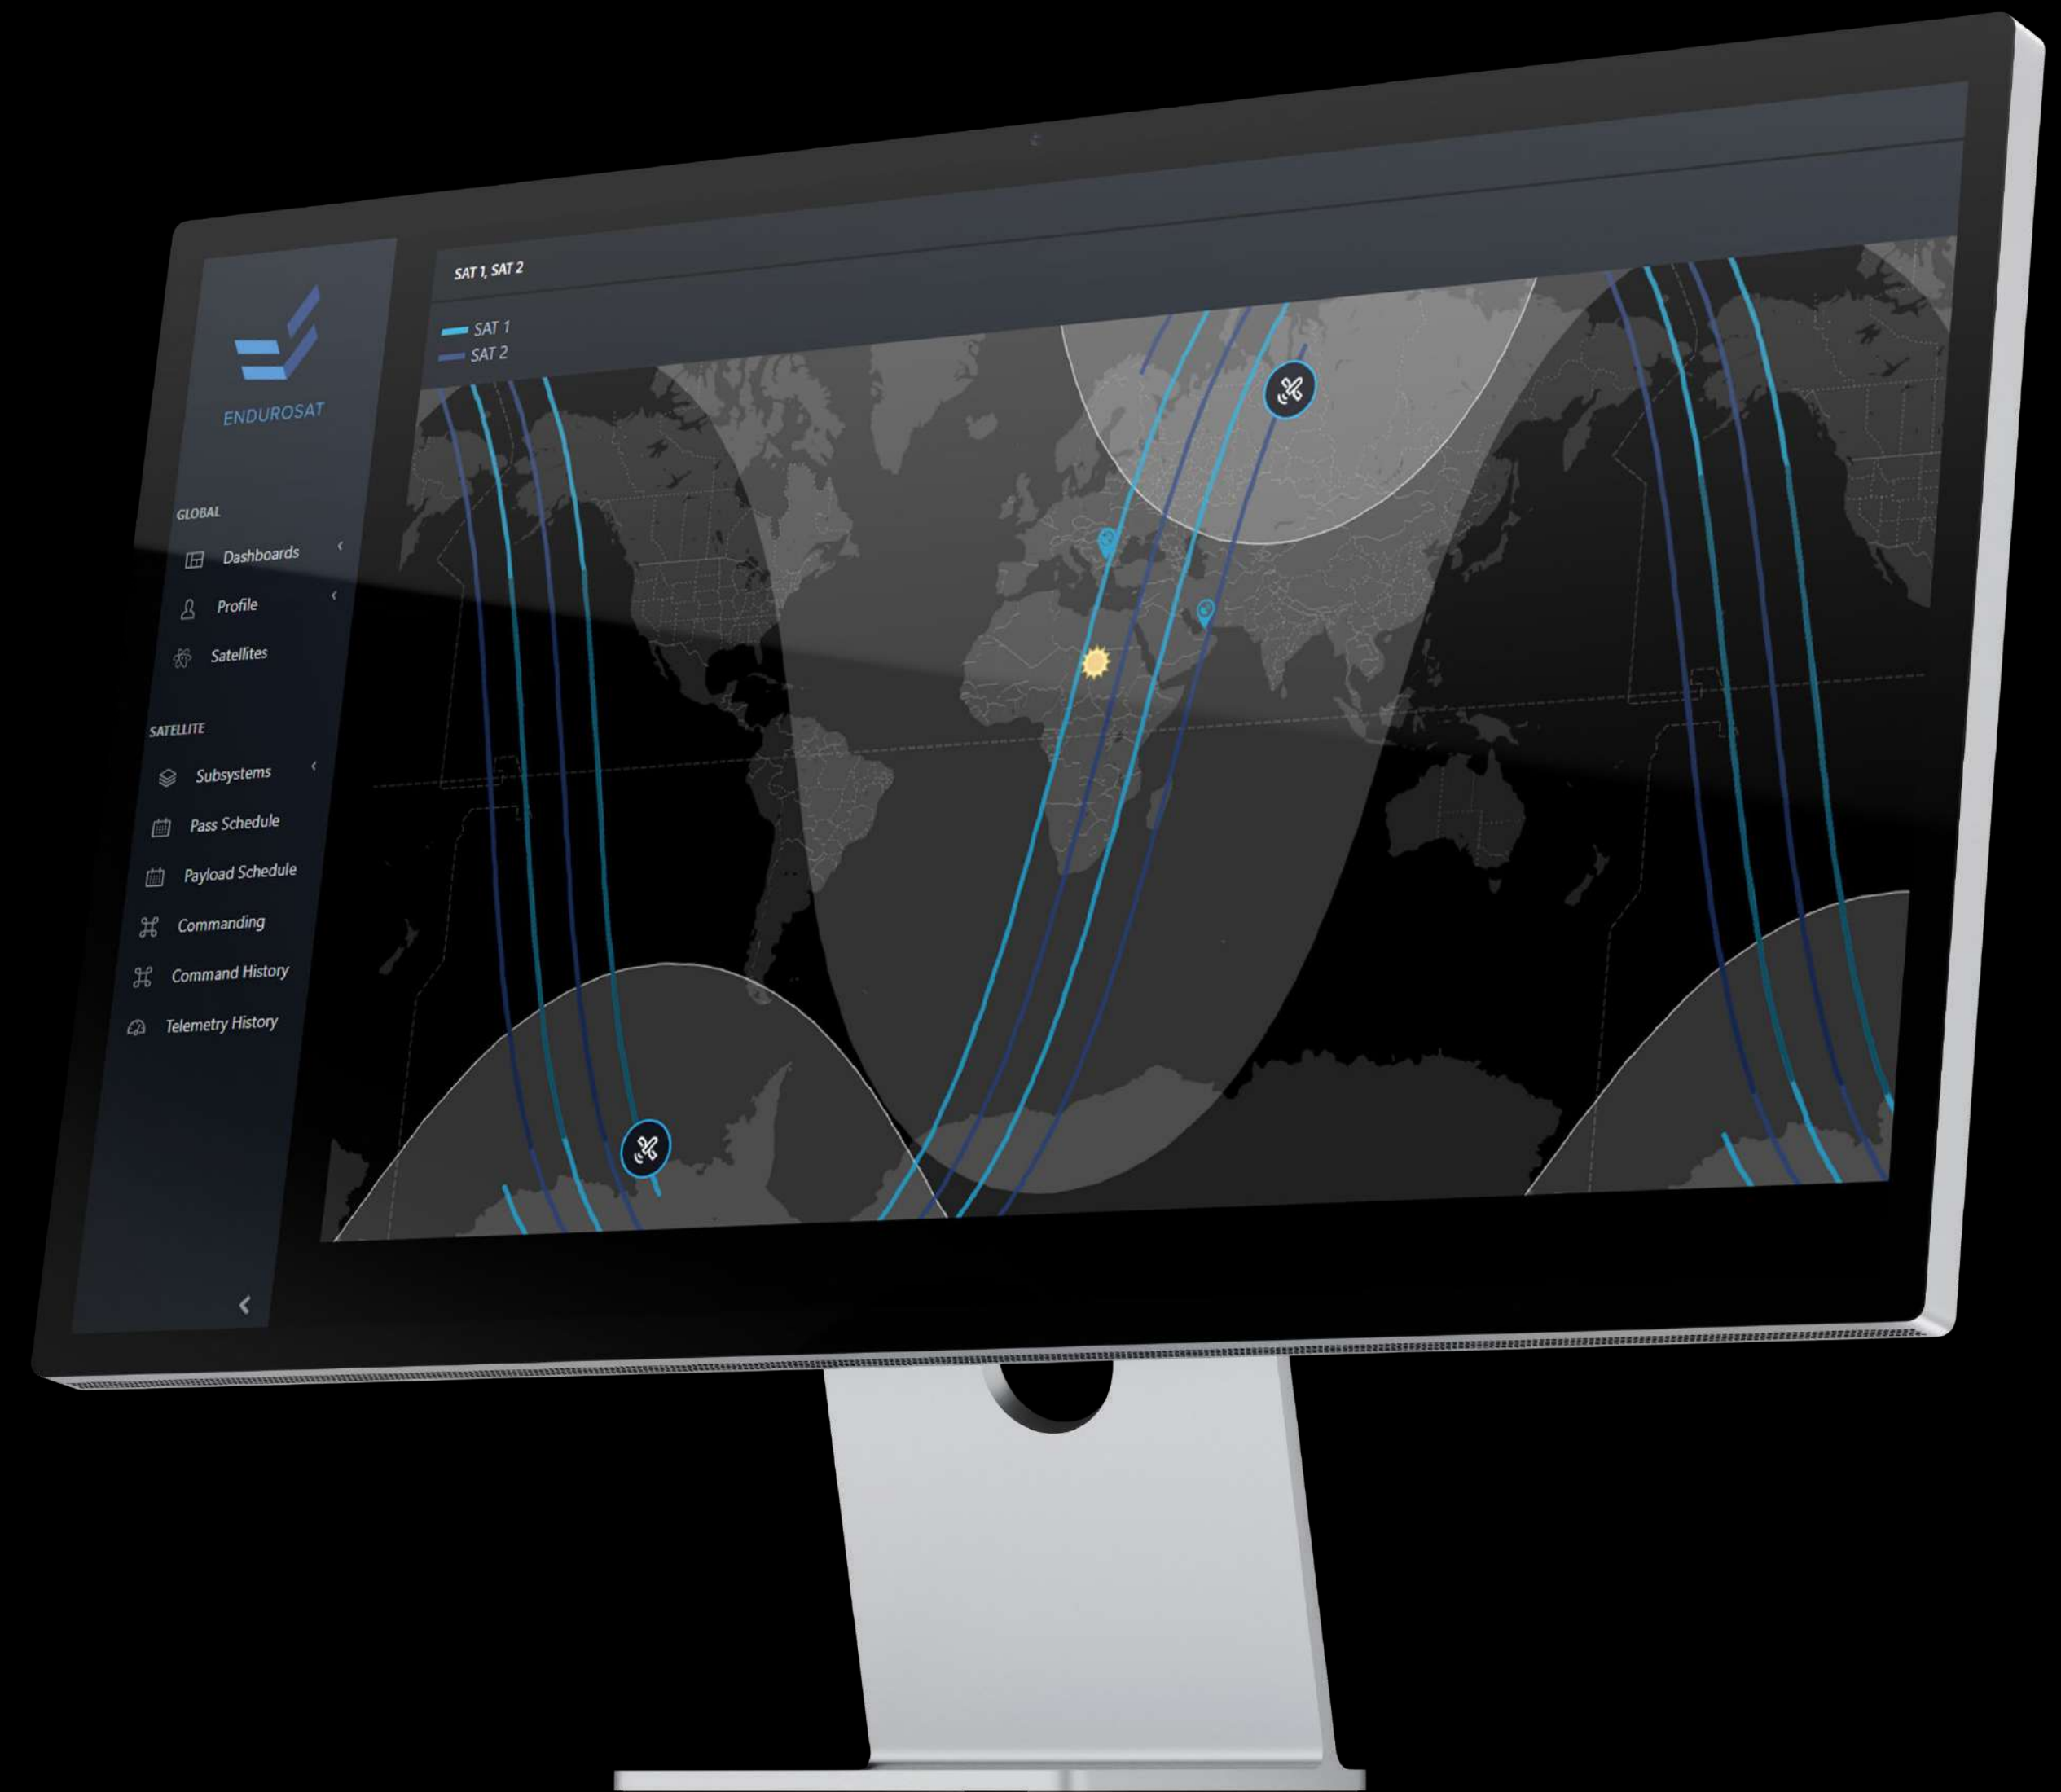 ENDUROSAT
GLOBAL
Dashboards
Profile
Satellites
SATELLITE
Subsystems
Pass Schedule
Payload Schedule
Commanding
Command History
Telemetry History
SAT 1, SAT 2
SAT 1
SAT 2